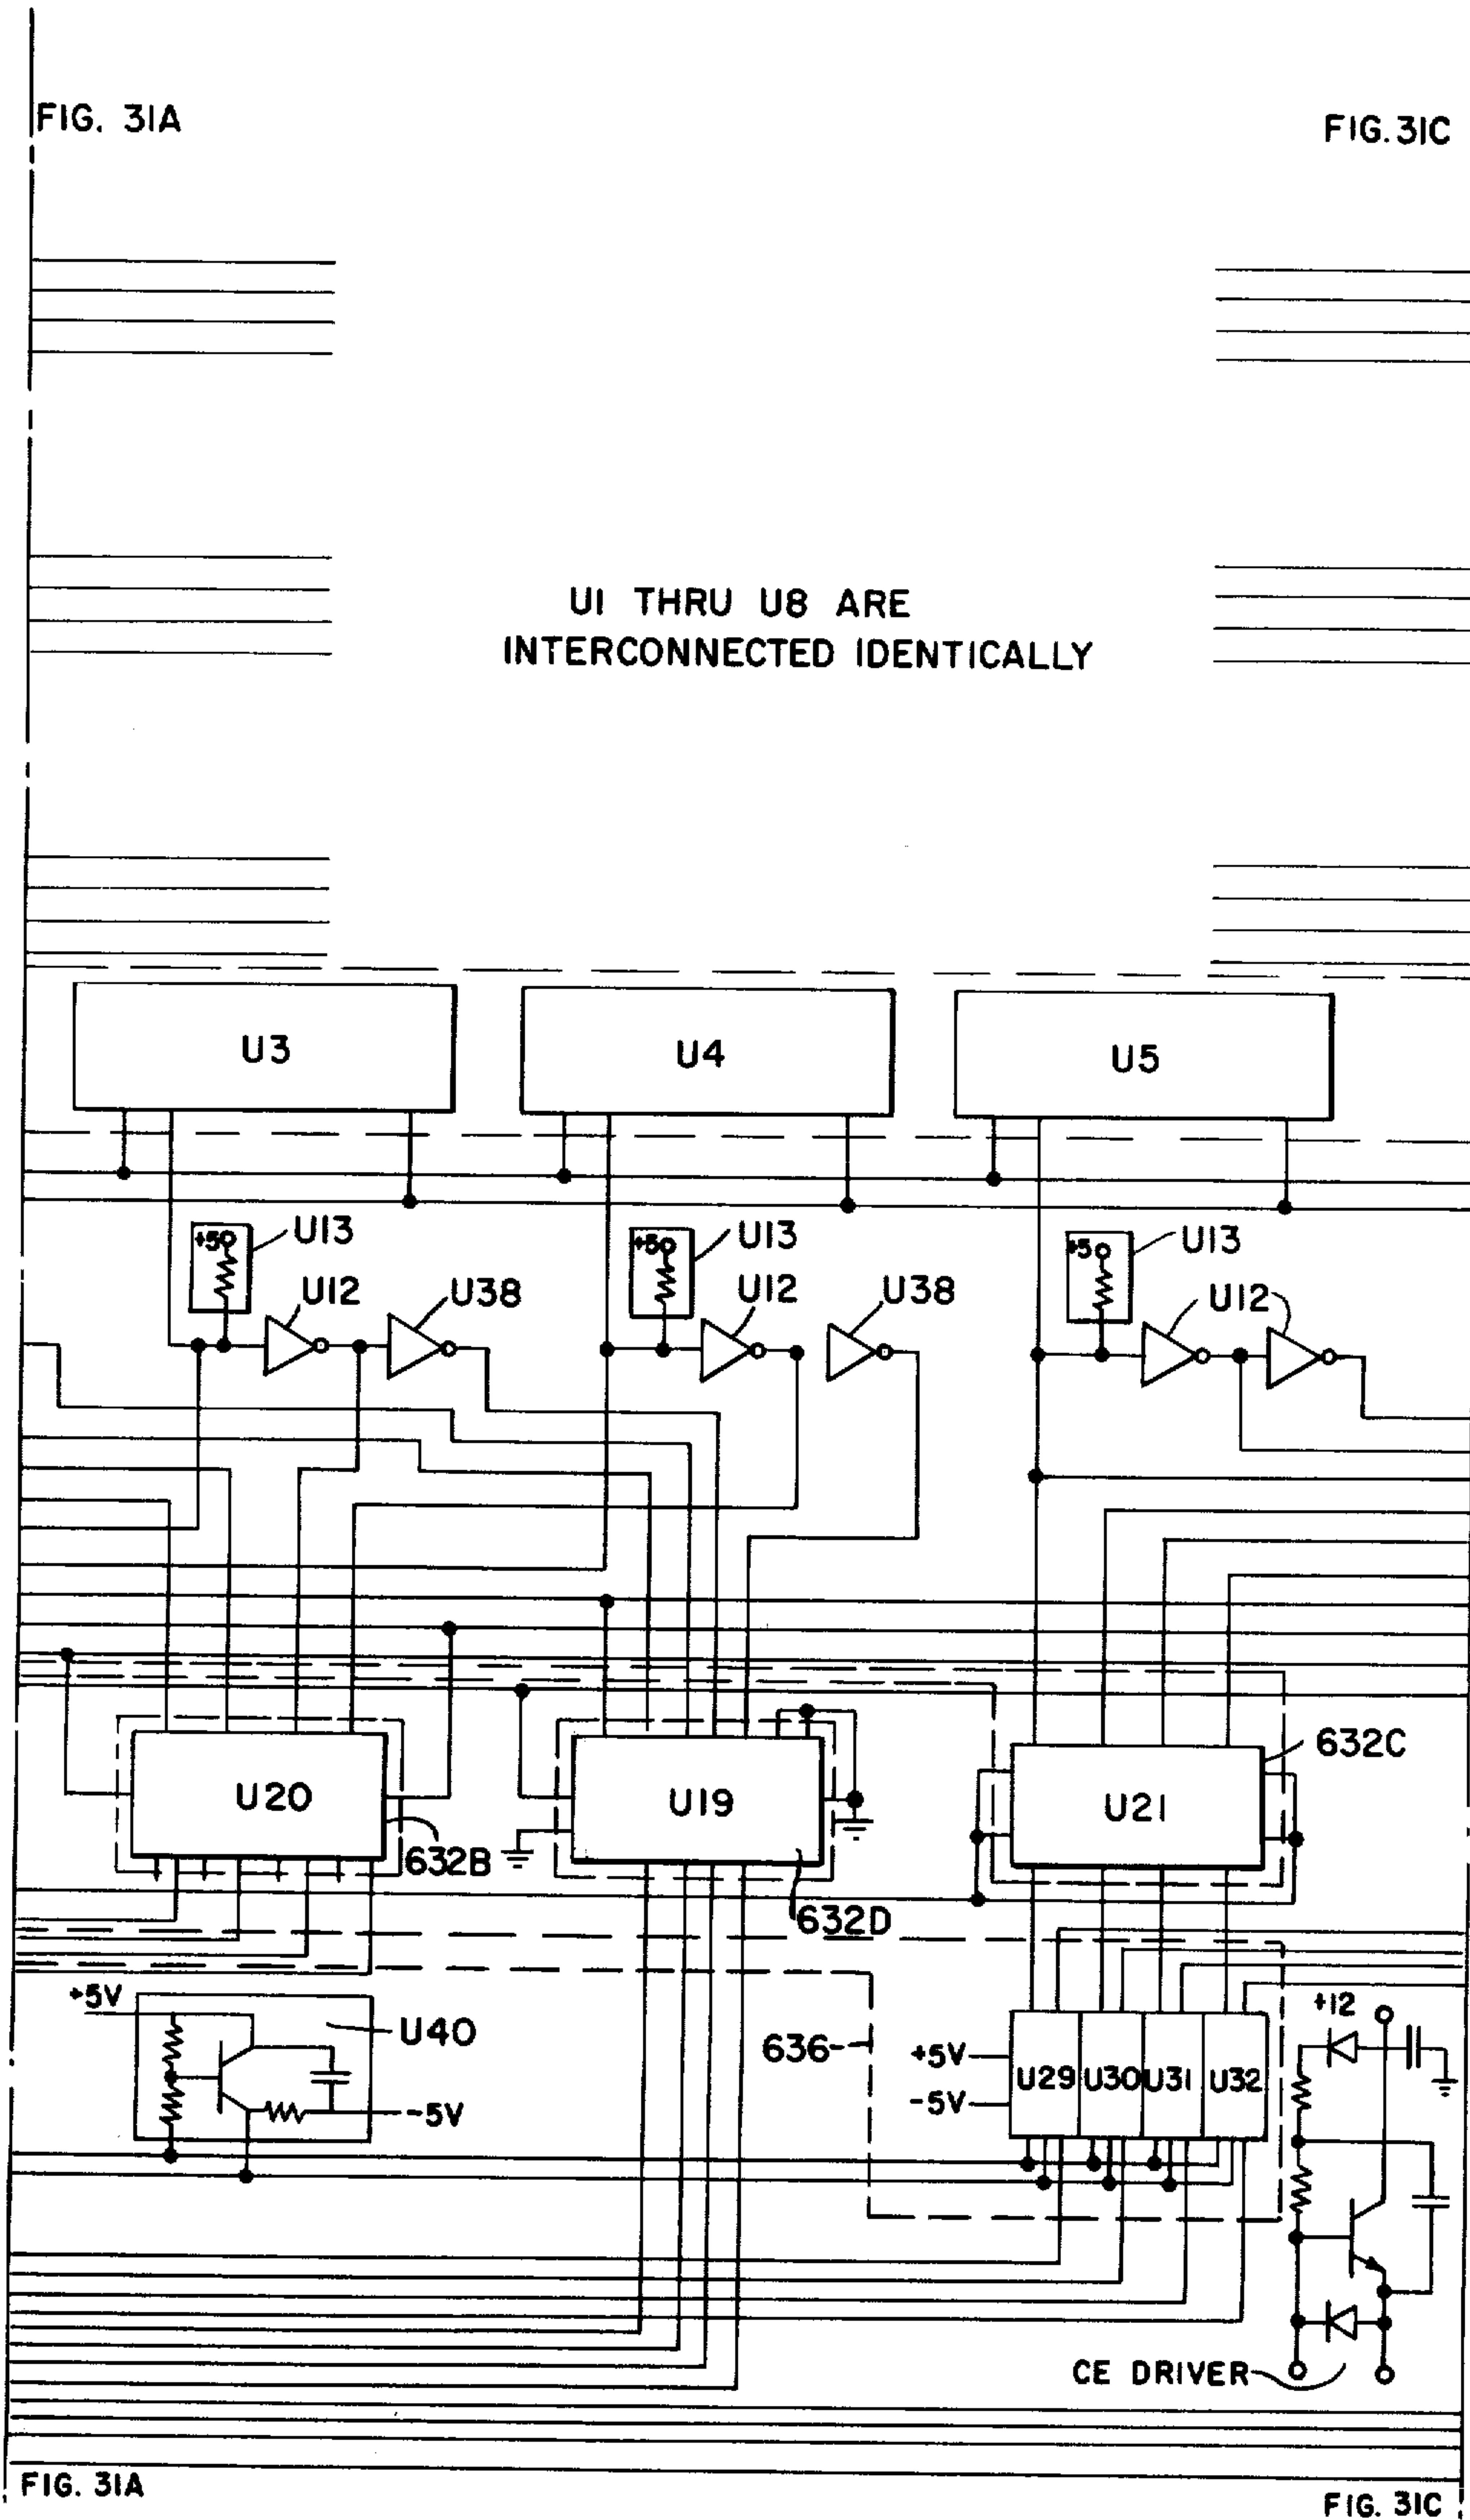 FIG. 31A
FIG. 31C
U1 THRU U8 ARE
INTERCONNECTED IDENTICALLY
U3
U4
U5
+5
U13
+5
U13
+5
U13
U12
U38
U12
U38
U12
632C
U20
U19
U21
632B
632D
+5V
U40
-5V
636
+5V
-5V
U29
U30
U31
U32
+12
CE DRIVER
FIG. 31A
FIG. 31C